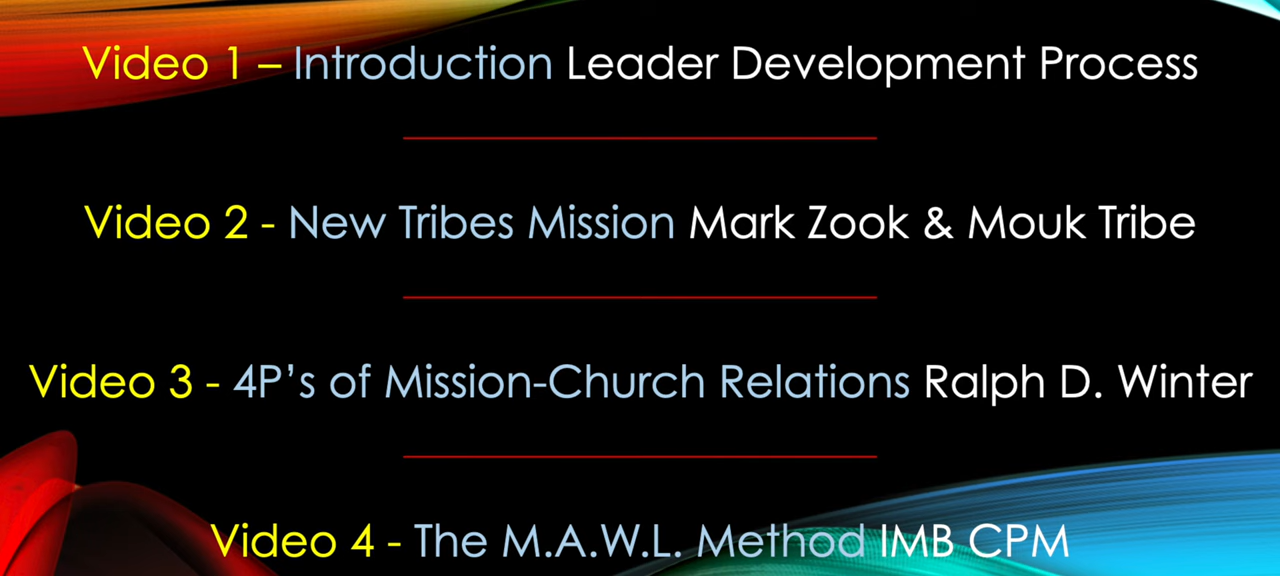 Video 1 – Introduction Leader Development Process
Video 2 - New Tribes Mission Mark Zook & Mouk Tribe
Video 3 - 4P’s of Mission-Church Relations Ralph D. Winter
Video 4 - The M.A.W.L. Method IMB CPM